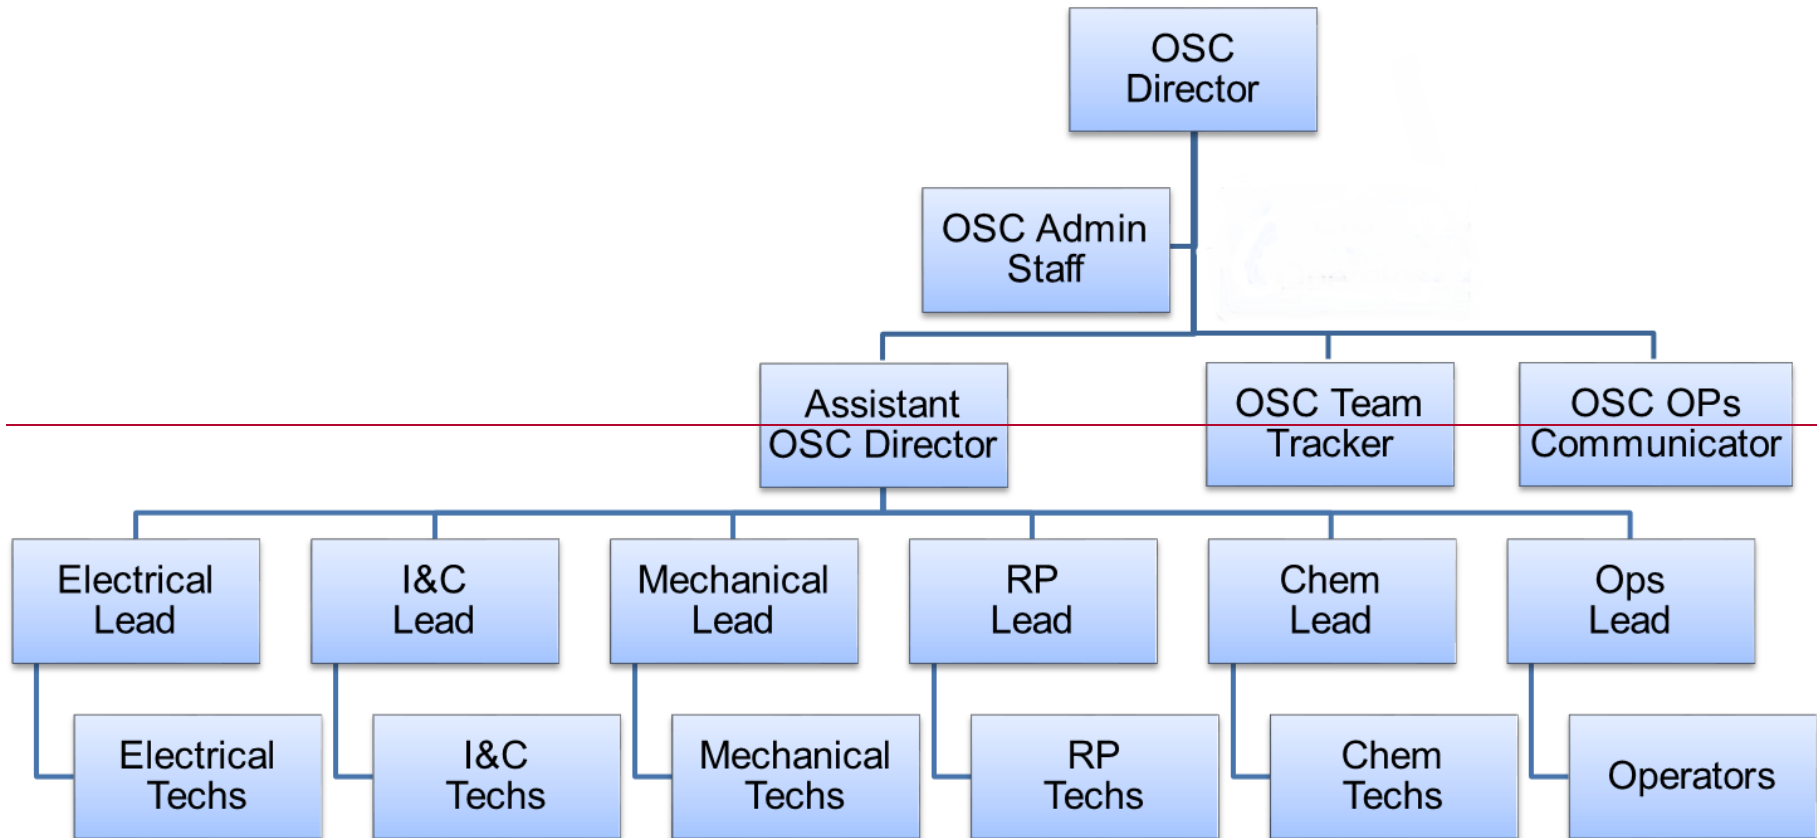 OSC
Director
OSC Admin
Staff
Assistant
OSC Director
OSC Team
Tracker
OSC OPs
Communicator
Electrical
Lead
I&C
Lead
Mechanical
Lead
RP
Lead
Chem
Lead
Ops
Lead
Electrical
Techs
I&C
Techs
Mechanical
Techs
RP
Techs
Chem
Techs
Operators